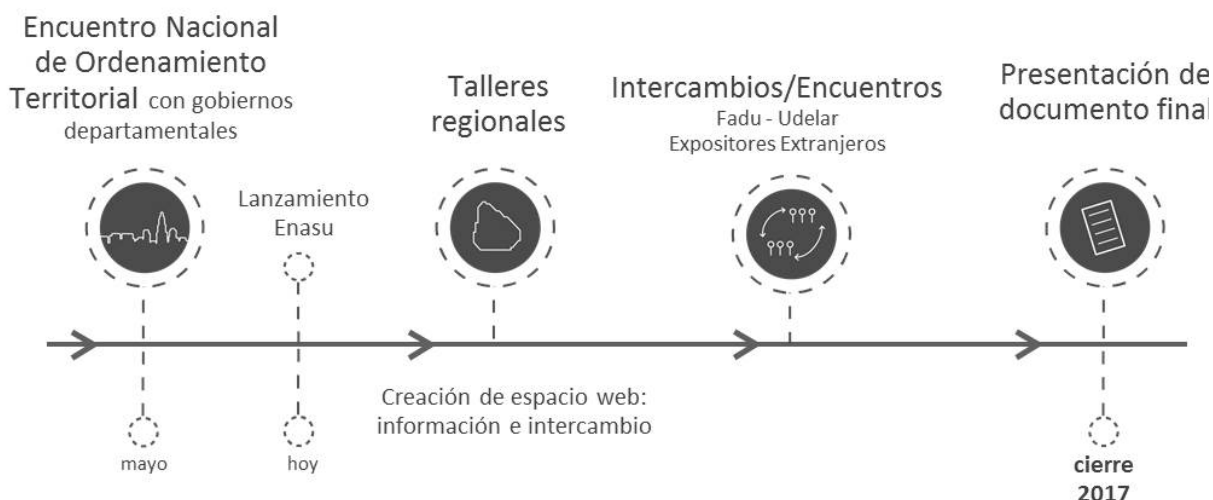 Encuentro Nacional
de Ordenamiento
Territorial con gobiernos
departamentales
Lanzamiento
Enasu
Talleres
regionales
Intercambios/Encuentros
Fadu - Udelar
Expositores Extranjeros
Presentación de
documento final
Creación de espacio web:
información e intercambio
mayo
hoy
cierre
2017